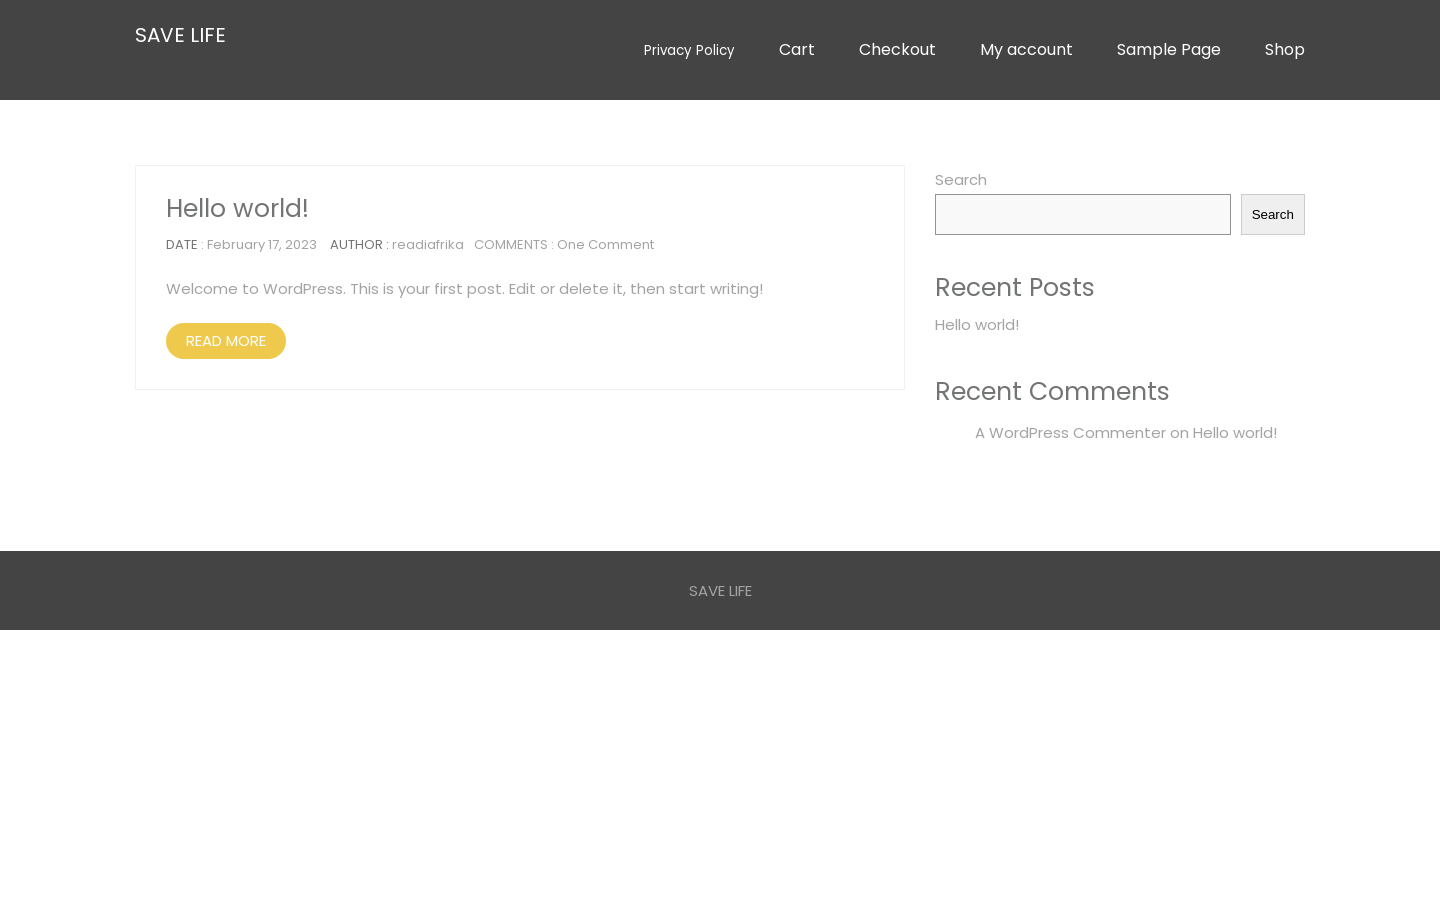 SAVE LIFE
Privacy Policy Cart Checkout My account Sample Page Shop
Hello world!
DATE : February 17, 2023 AUTHOR : readiafrika COMMENTS : One Comment
Welcome to WordPress. This is your first post. Edit or delete it, then start writing!
READ MORE
Search
Search
Recent Posts
Hello world!
Recent Comments
A WordPress Commenter on Hello world!
SAVE LIFE